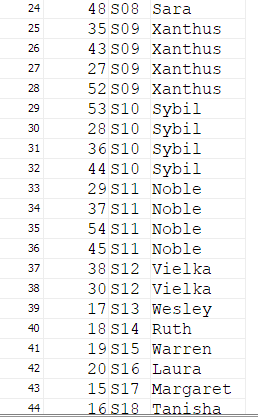 24 48 S08 Sara
25 35 S09 Xanthus
26 43 S09 Xanthus
27 27 S09 Xanthus
28 52 S09 Xanthus
29 53 S10 Sybil
30 28 S10 Sybil
31 36 S10 Sybil
32 44 S10 Sybil
33 29 S11 Noble
34 37 S11 Noble
35 54 S11 Noble
36 45 S11 Noble
37 38 S12 Vielka
38 30 S12 Vielka
39 17 S13 Wesley
40 18 S14 Ruth
41 19 S15 Warren
42 20 S16 Laura
43 15 S17 Margaret
44 16 S18 Tanisha